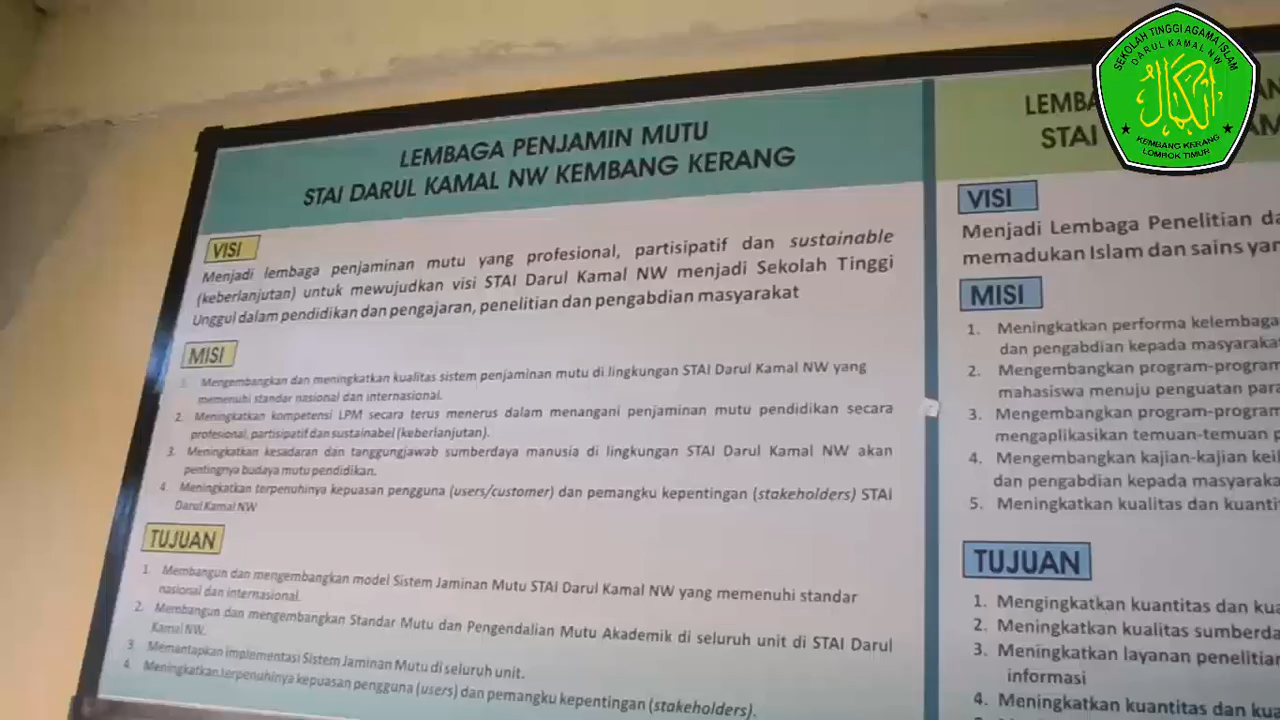 LEMBAGA PENJAMIN MUTU
STAI DARUL KAMAL NW KEMBANG KERANG
VISI
Menjadi lembaga penjaminan mutu yang profesional, partisipatif dan sustainable
(keberlanjutan) untuk mewujudkan visi STAI Darul Kamal NW menjadi Sekolah Tinggi
Unggul dalam pendidikan dan pengajaran, penelitian dan pengabdian masyarakat
MISI
1. Mengembangkan dan meningkatkan kualitas sistem penjaminan mutu di lingkungan STAI Darul Kamal NW yang
memenuhi standar nasional dan internasional.
2. Meningkatkan kompetensi LPM secara terus menerus dalam menangani penjaminan mutu pendidikan secara
profesional, partisipatif dan sustainabel (keberlanjutan).
3. Meningkatkan kesadaran dan tanggungjawab sumberdaya manusia di lingkungan STAI Darul Kamal NW akan
pentingnya budaya mutu pendidikan.
4. Meningkatkan terpenuhinya kepuasan pengguna (users/customer) dan pemangku kepentingan (stakeholders) STAI
Darul Kamal NW
TUJUAN
1. Membangun dan mengembangkan model Sistem Jaminan Mutu STAI Darul Kamal NW yang memenuhi standar
nasional dan internasional.
2. Membangun dan mengembangkan Standar Mutu dan Pengendalian Mutu Akademik di seluruh unit di STAI Darul
Kamal NW.
3. Memantapkan implementasi Sistem Jaminan Mutu di seluruh unit.
4. Meningkatkan terpenuhinya kepuasan pengguna (users) dan pemangku kepentingan (stakeholders).
LEMBA
STAI
VISI
Menjadi Lembaga Penelitian da
memadukan Islam dan sains yan
MISI
1. Meningkatkan performa kelembaga
dan pengabdian kepada masyaraka
2. Mengembangkan program-program
mahasiswa menuju penguatan para
3. Mengembangkan program-program
mengaplikasikan temuan-temuan p
4. Mengembangkan kajian-kajian keil
dan pengabdian kepada masyaraka
5. Meningkatkan kualitas dan kuanti
TUJUAN
1. Mengingkatkan kuantitas dan kua
2. Meningkatkan kualitas sumberda
3. Meningkatkan layanan penelitian
informasi
4. Meningkatkan kuantitas dan kua
SEKOLAH TINGGI AGAMA ISLAM
DARUL KAMAL NW
KEMBANG KERANG
LOMBOK TIMUR